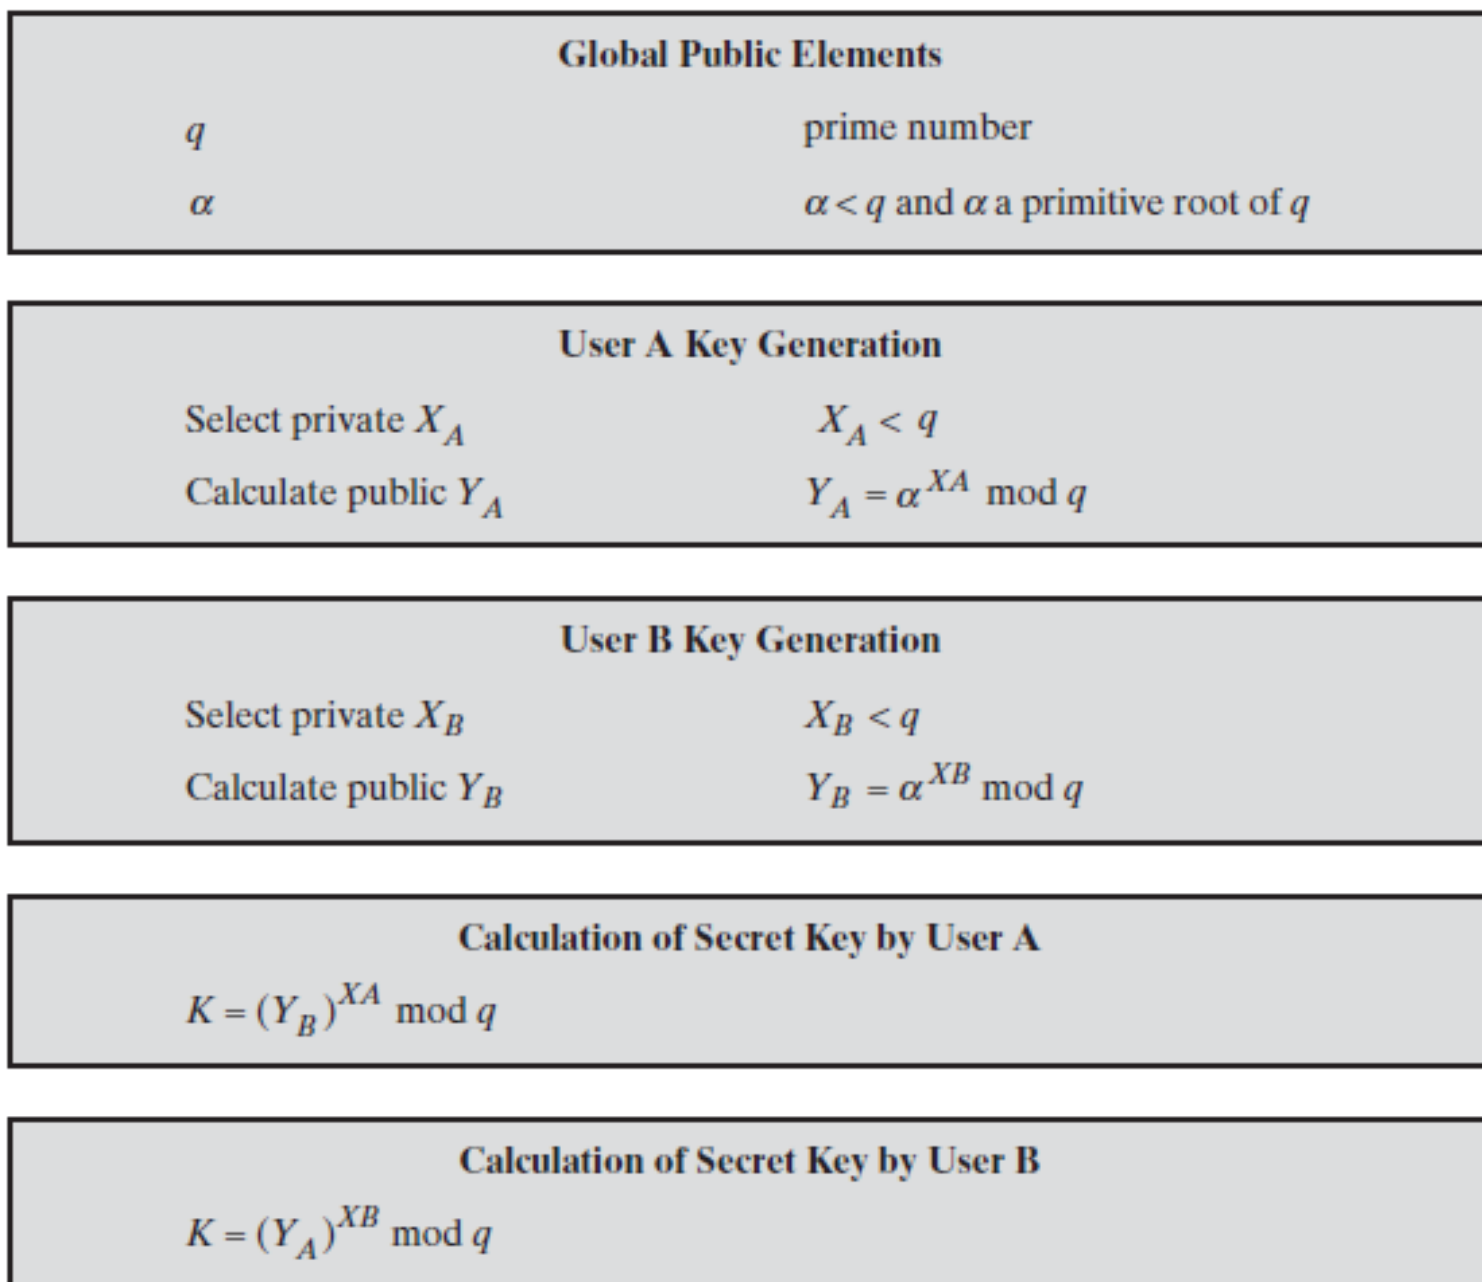 Global Public Elements
q prime number
α α < q and α a primitive root of q
User A Key Generation
Select private X_A X_A < q
Calculate public Y_A Y_A = α^{XA} mod q
User B Key Generation
Select private X_B X_B < q
Calculate public Y_B Y_B = α^{XB} mod q
Calculation of Secret Key by User A
K = (Y_B)^{XA} mod q
Calculation of Secret Key by User B
K = (Y_A)^{XB} mod q